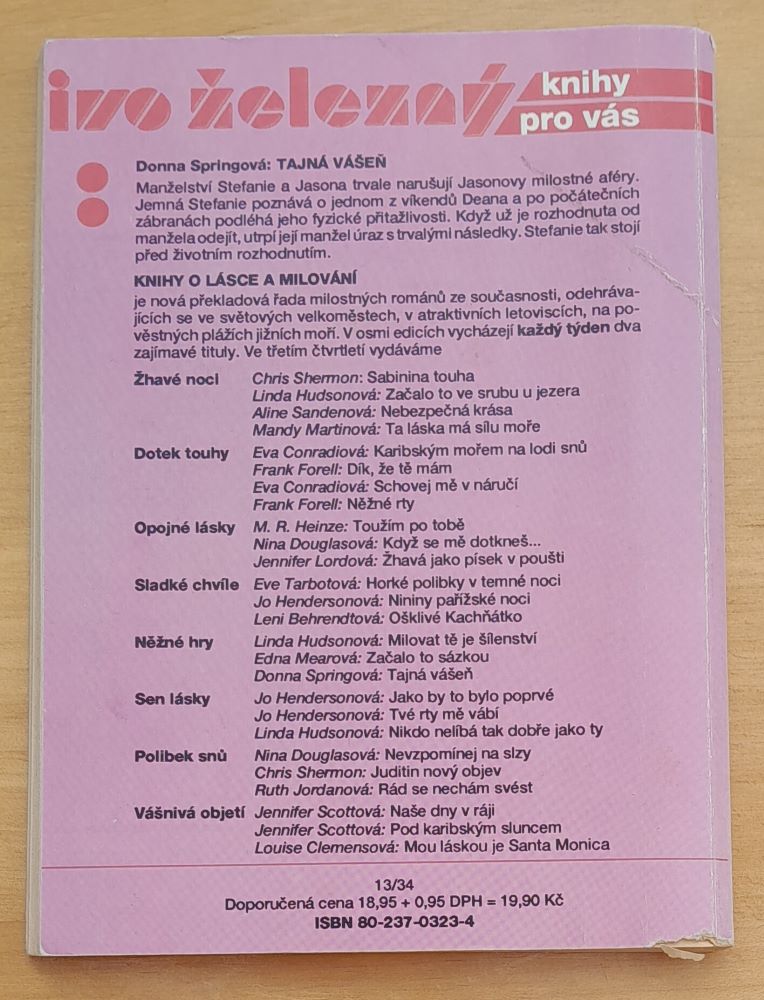 ivo železný knihy
pro vás
Donna Springová: TAJNÁ VÁŠEŇ
Manželství Stefanie a Jasona trvale narušují Jasonovy milostné aféry.
Jemná Stefanie poznává o jednom z víkendů Deana a po počátečních
zábranách podléhá jeho fyzické přitažlivosti. Když už je rozhodnuta od
manžela odejít, utrpí její manžel úraz s trvalými následky. Stefanie tak stojí
před životním rozhodnutím.
KNIHY O LÁSCE A MILOVÁNÍ
je nová překladová řada milostných románů ze současnosti, odehráva-
jících se ve světových velkoměstech, v atraktivních letoviscích, na po-
věstných plážích jižních moří. V osmi edicích vycházejí každý týden dva
zajímavé tituly. Ve třetím čtvrtletí vydáváme
Žhavé noci Chris Shermon: Sabinina touha
Linda Hudsonová: Začalo to ve srubu u jezera
Aline Sandenová: Nebezpečná krása
Mandy Martinová: Ta láska má sílu moře
Dotek touhy Eva Conradiová: Karibským mořem na lodi snů
Frank Forell: Dík, že tě mám
Eva Conradiová: Schovej mě v náručí
Frank Forell: Něžné rty
Opojné lásky M. R. Heinze: Toužím po tobě
Nina Douglasová: Když se mě dotkneš...
Jennifer Lordová: Žhavá jako písek v poušti
Sladké chvíle Eve Tarbotová: Horké polibky v temné noci
Jo Hendersonová: Nininy pařížské noci
Leni Behrendtová: Ošklivé Kachňátko
Něžné hry Linda Hudsonová: Milovat tě je šílenství
Edna Mearová: Začalo to sázkou
Donna Springová: Tajná vášeň
Sen lásky Jo Hendersonová: Jako by to bylo poprvé
Jo Hendersonová: Tvé rty mě vábí
Linda Hudsonová: Nikdo nelíbá tak dobře jako ty
Polibek snů Nina Douglasová: Nevzpomínej na slzy
Chris Shermon: Juditin nový objev
Ruth Jordanová: Rád se nechám svést
Vášnivá objetí Jennifer Scottová: Naše dny v ráji
Jennifer Scottová: Pod karibským sluncem
Louise Clemensová: Mou láskou je Santa Monica
13/34
Doporučená cena 18,95 + 0,95 DPH = 19,90 Kč
ISBN 80-237-0323-4